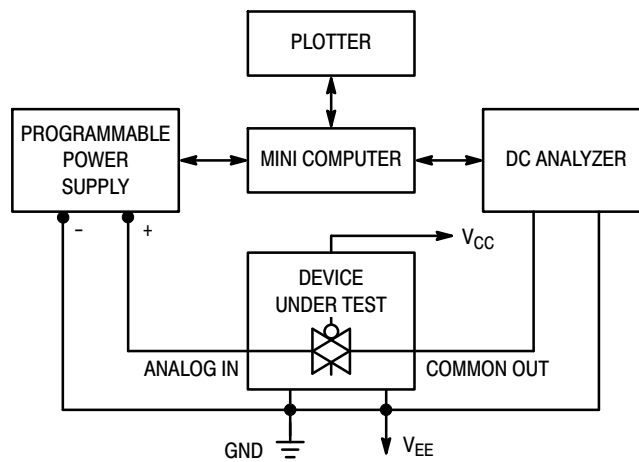 PLOTTER
PROGRAMMABLE
POWER
SUPPLY
MINI COMPUTER
DC ANALYZER
– +
VCC
DEVICE
UNDER TEST
ANALOG IN
COMMON OUT
GND
VEE